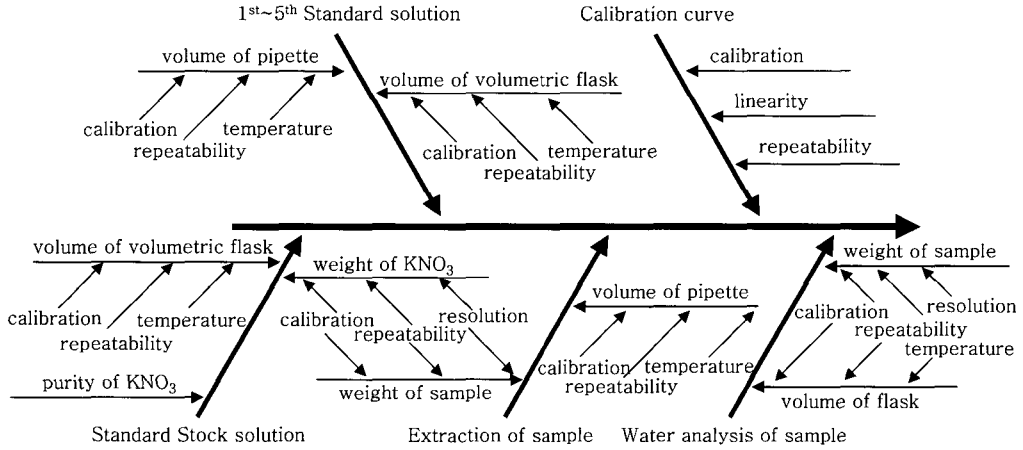 1st~5th Standard solution
Calibration curve
volume of pipette
calibration
repeatability
temperature
volume of volumetric flask
calibration
repeatability
temperature
calibration
linearity
repeatability
volume of volumetric flask
calibration
repeatability
temperature
purity of KNO3
weight of KNO3
calibration
repeatability
resolution
weight of sample
volume of pipette
calibration
repeatability
temperature
weight of sample
calibration
repeatability
resolution
temperature
volume of flask
Standard Stock solution
Extraction of sample
Water analysis of sample